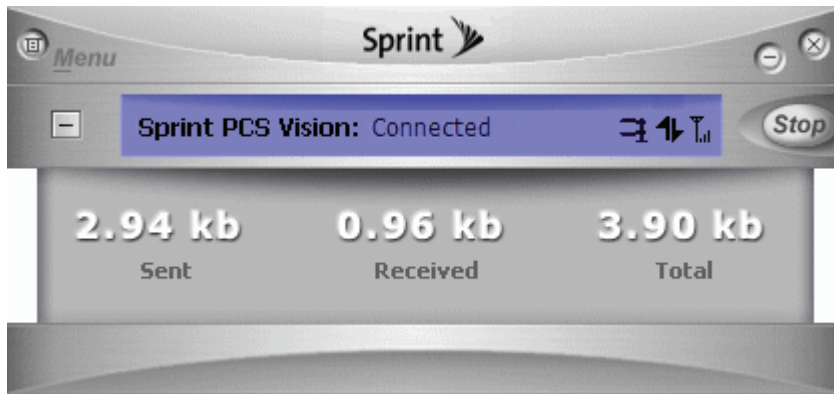 Sprint
Menu
Sprint PCS Vision: Connected
Stop
2.94 kb 0.96 kb 3.90 kb
Sent Received Total